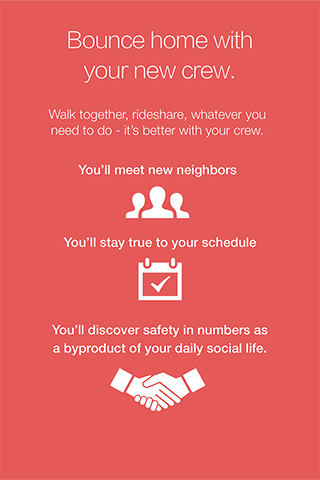 Bounce home with
your new crew.
Walk together, rideshare, whatever you
need to do - it's better with your crew.
You'll meet new neighbors
You'll stay true to your schedule
You'll discover safety in numbers as
a byproduct of your daily social life.